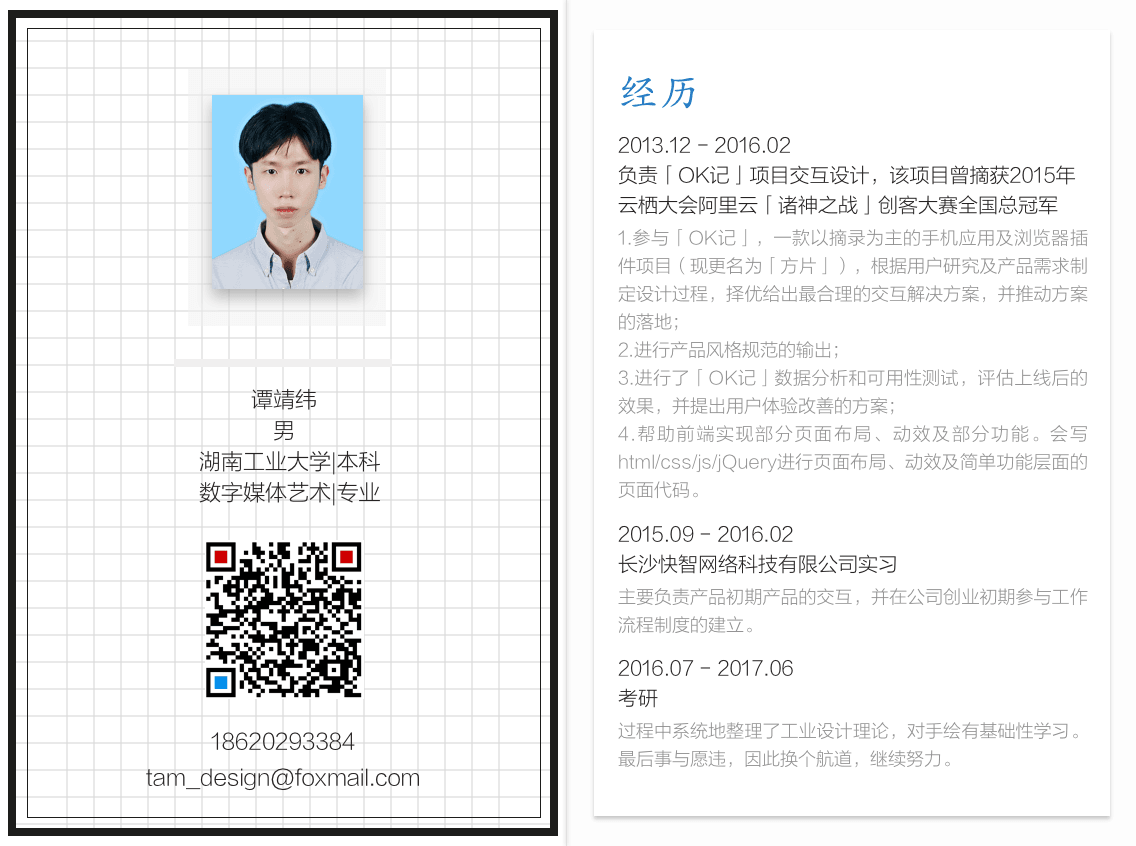 谭靖纬
男
湖南工业大学|本科
数字媒体艺术|专业
18620293384
tam_design@foxmail.com
经历
2013.12 - 2016.02
负责「OK记」项目交互设计，该项目曾摘获2015年
云栖大会阿里云「诸神之战」创客大赛全国总冠军
1.参与「OK记」，一款以摘录为主的手机应用及浏览器插
件项目（现更名为「方片」），根据用户研究及产品需求制
定设计过程，择优给出最合理的交互解决方案，并推动方案
的落地；
2.进行产品风格规范的输出；
3.进行了「OK记」数据分析和可用性测试，评估上线后的
效果，并提出用户体验改善的方案；
4.帮助前端实现部分页面布局、动效及部分功能。会写
html/css/js/jQuery进行页面布局、动效及简单功能层面的
页面代码。
2015.09 - 2016.02
长沙快智网络科技有限公司实习
主要负责产品初期产品的交互，并在公司创业初期参与工作
流程制度的建立。
2016.07 - 2017.06
考研
过程中系统地整理了工业设计理论，对手绘有基础性学习。
最后事与愿违，因此换个航道，继续努力。